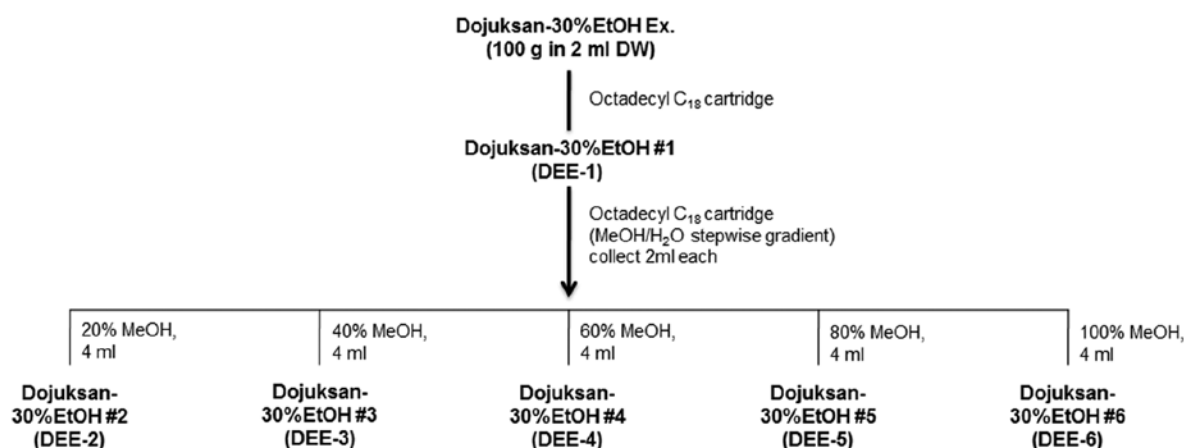 Dojuksan-30%EtOH Ex.
(100 g in 2 ml DW)
Octadecyl C₁₈ cartridge
Dojuksan-30%EtOH #1
(DEE-1)
Octadecyl C₁₈ cartridge
(MeOH/H₂O stepwise gradient)
collect 2ml each
20% MeOH,
4 ml
40% MeOH,
4 ml
60% MeOH,
4 ml
80% MeOH,
4 ml
100% MeOH,
4 ml
Dojuksan-
30%EtOH #2
(DEE-2)
Dojuksan-
30%EtOH #3
(DEE-3)
Dojuksan-
30%EtOH #4
(DEE-4)
Dojuksan-
30%EtOH #5
(DEE-5)
Dojuksan-
30%EtOH #6
(DEE-6)